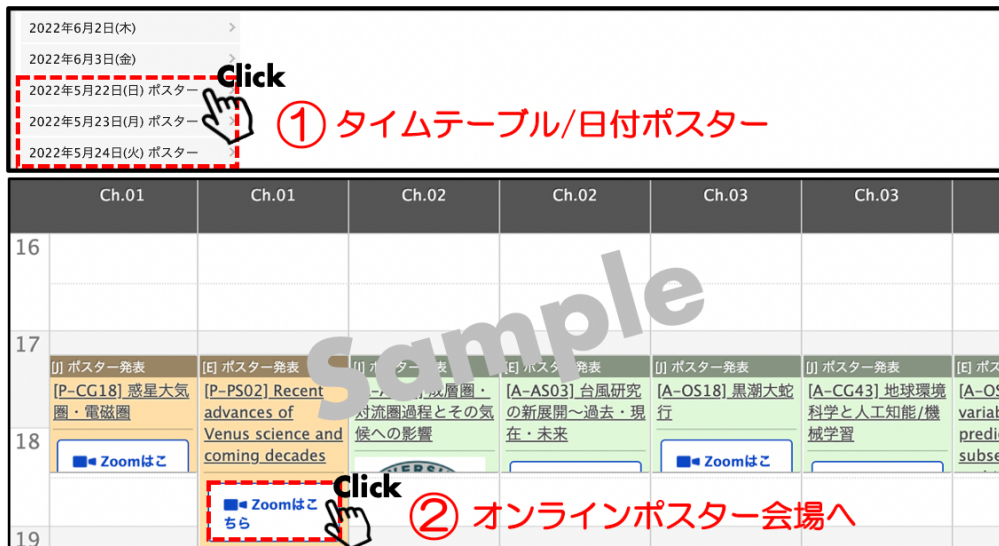 2022年6月2日(木)
2022年6月3日(金)
Click
2022年5月22日(日) ポスター
2022年5月23日(月) ポスター
① タイムテーブル/日付ポスター
2022年5月24日(火) ポスター
Ch.01 Ch.01 Ch.02 Ch.02 Ch.03 Ch.03
16
Sample
17
[J] ポスター発表
[P-CG18] 惑星大気
圏・電磁圏
Zoomはこ
[E] ポスター発表
[P-PS02] Recent
advances of
Venus science and
coming decades
Zoomはこ
ちら
成層圏・
対流圏過程とその気
候への影響
ERSI
スター発表
[A-AS03] 台風研究
の新展開〜過去・現
在・未来
[J] ポスター発表
[A-OS18] 黒潮大蛇
行
Zoomはこ
[J] ポスター発表
[A-CG43] 地球環境
科学と人工知能/機
械学習
[E] ポス
[A-OS
variab
predi
subse
18
Click
② オンラインポスター会場へ
19